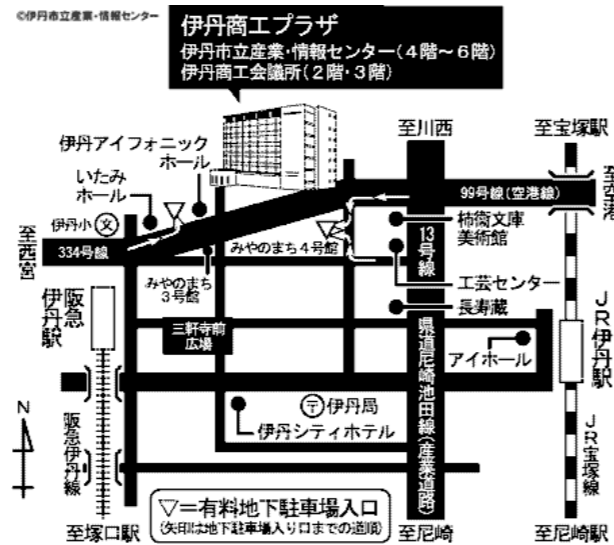 ©伊丹市立産業・情報センター
伊丹商工プラザ
伊丹市立産業・情報センター(4階～6階)
伊丹商工会議所(2階・3階)
至川西
至宝塚駅
伊丹アイフォニック
ホール
いたみ
ホール
至空港
99号線(空港線)
伊丹小
文
柿衞文庫
美術館
至西宮
334号線
みやのまち4号館
13号線
みやのまち
3号館
工芸センター
阪急
伊丹駅
長寿蔵
三軒寺前
広場
アイホール
JR伊丹駅
県道尼崎池田線(産業道路)
N
〒
伊丹局
伊丹シティホテル
阪急伊丹線
JR宝塚線
▽=有料地下駐車場入口
(矢印は地下駐車場入り口までの道順)
至塚口駅
至尼崎
至尼崎駅